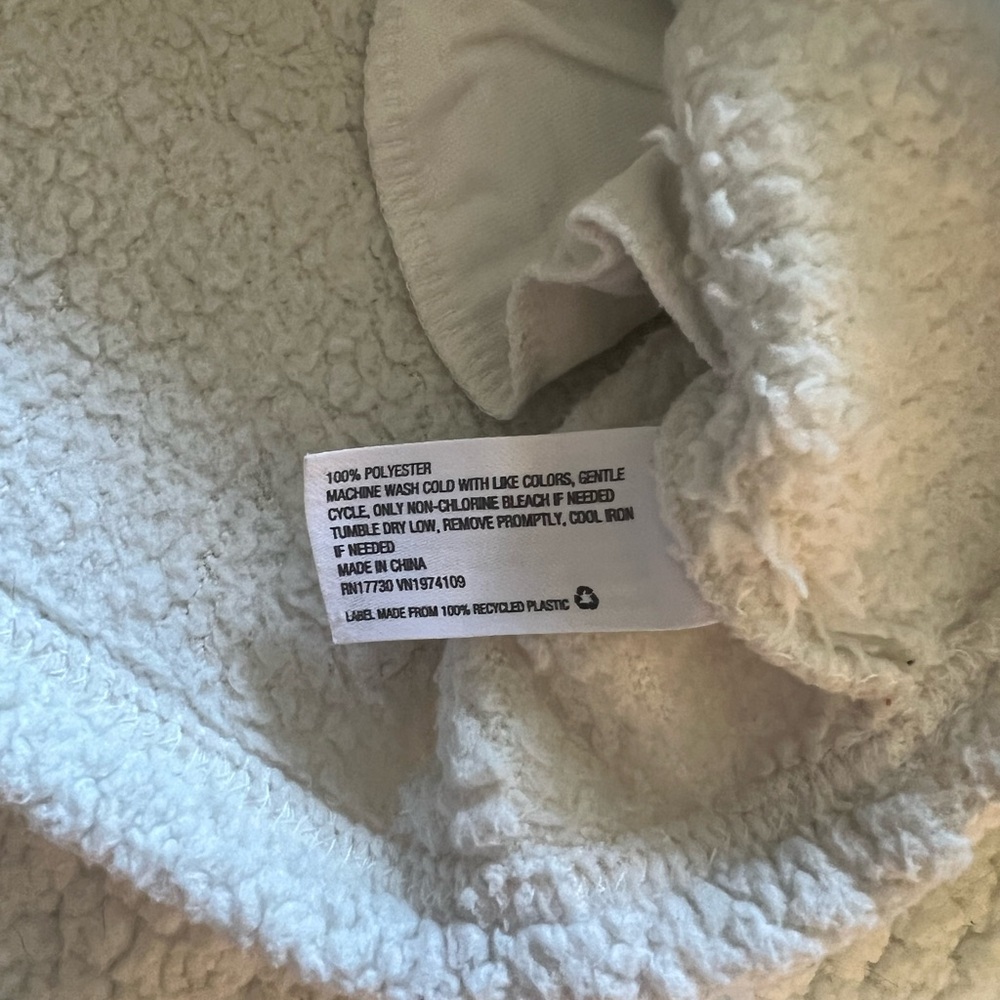 100% POLYESTER
MACHINE WASH COLD WITH LIKE COLORS, GENTLE
CYCLE, ONLY NON-CHLORINE BLEACH IF NEEDED
TUMBLE DRY LOW, REMOVE PROMPTLY, COOL IRON
IF NEEDED
MADE IN CHINA
RN17730 VN1974109
LABEL MADE FROM 100% RECYCLED PLASTIC